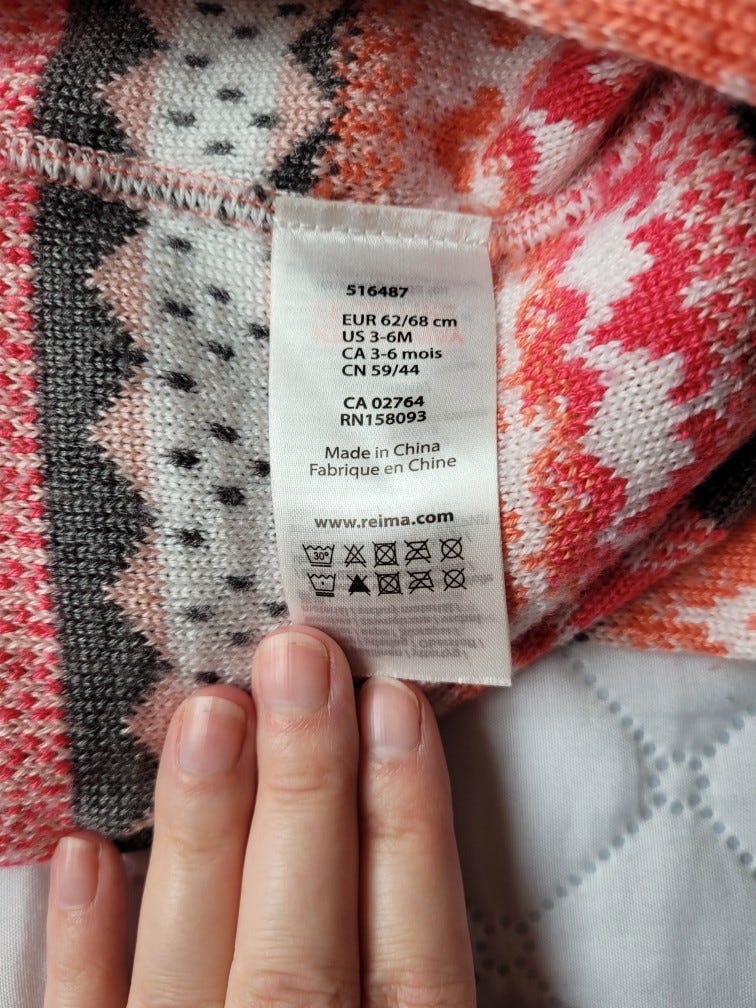 516487
EUR 62/68 cm
US 3-6M
CA 3-6 mois
CN 59/44
CA 02764
RN158093
Made in China
Fabrique en Chine
www.reima.com
30°